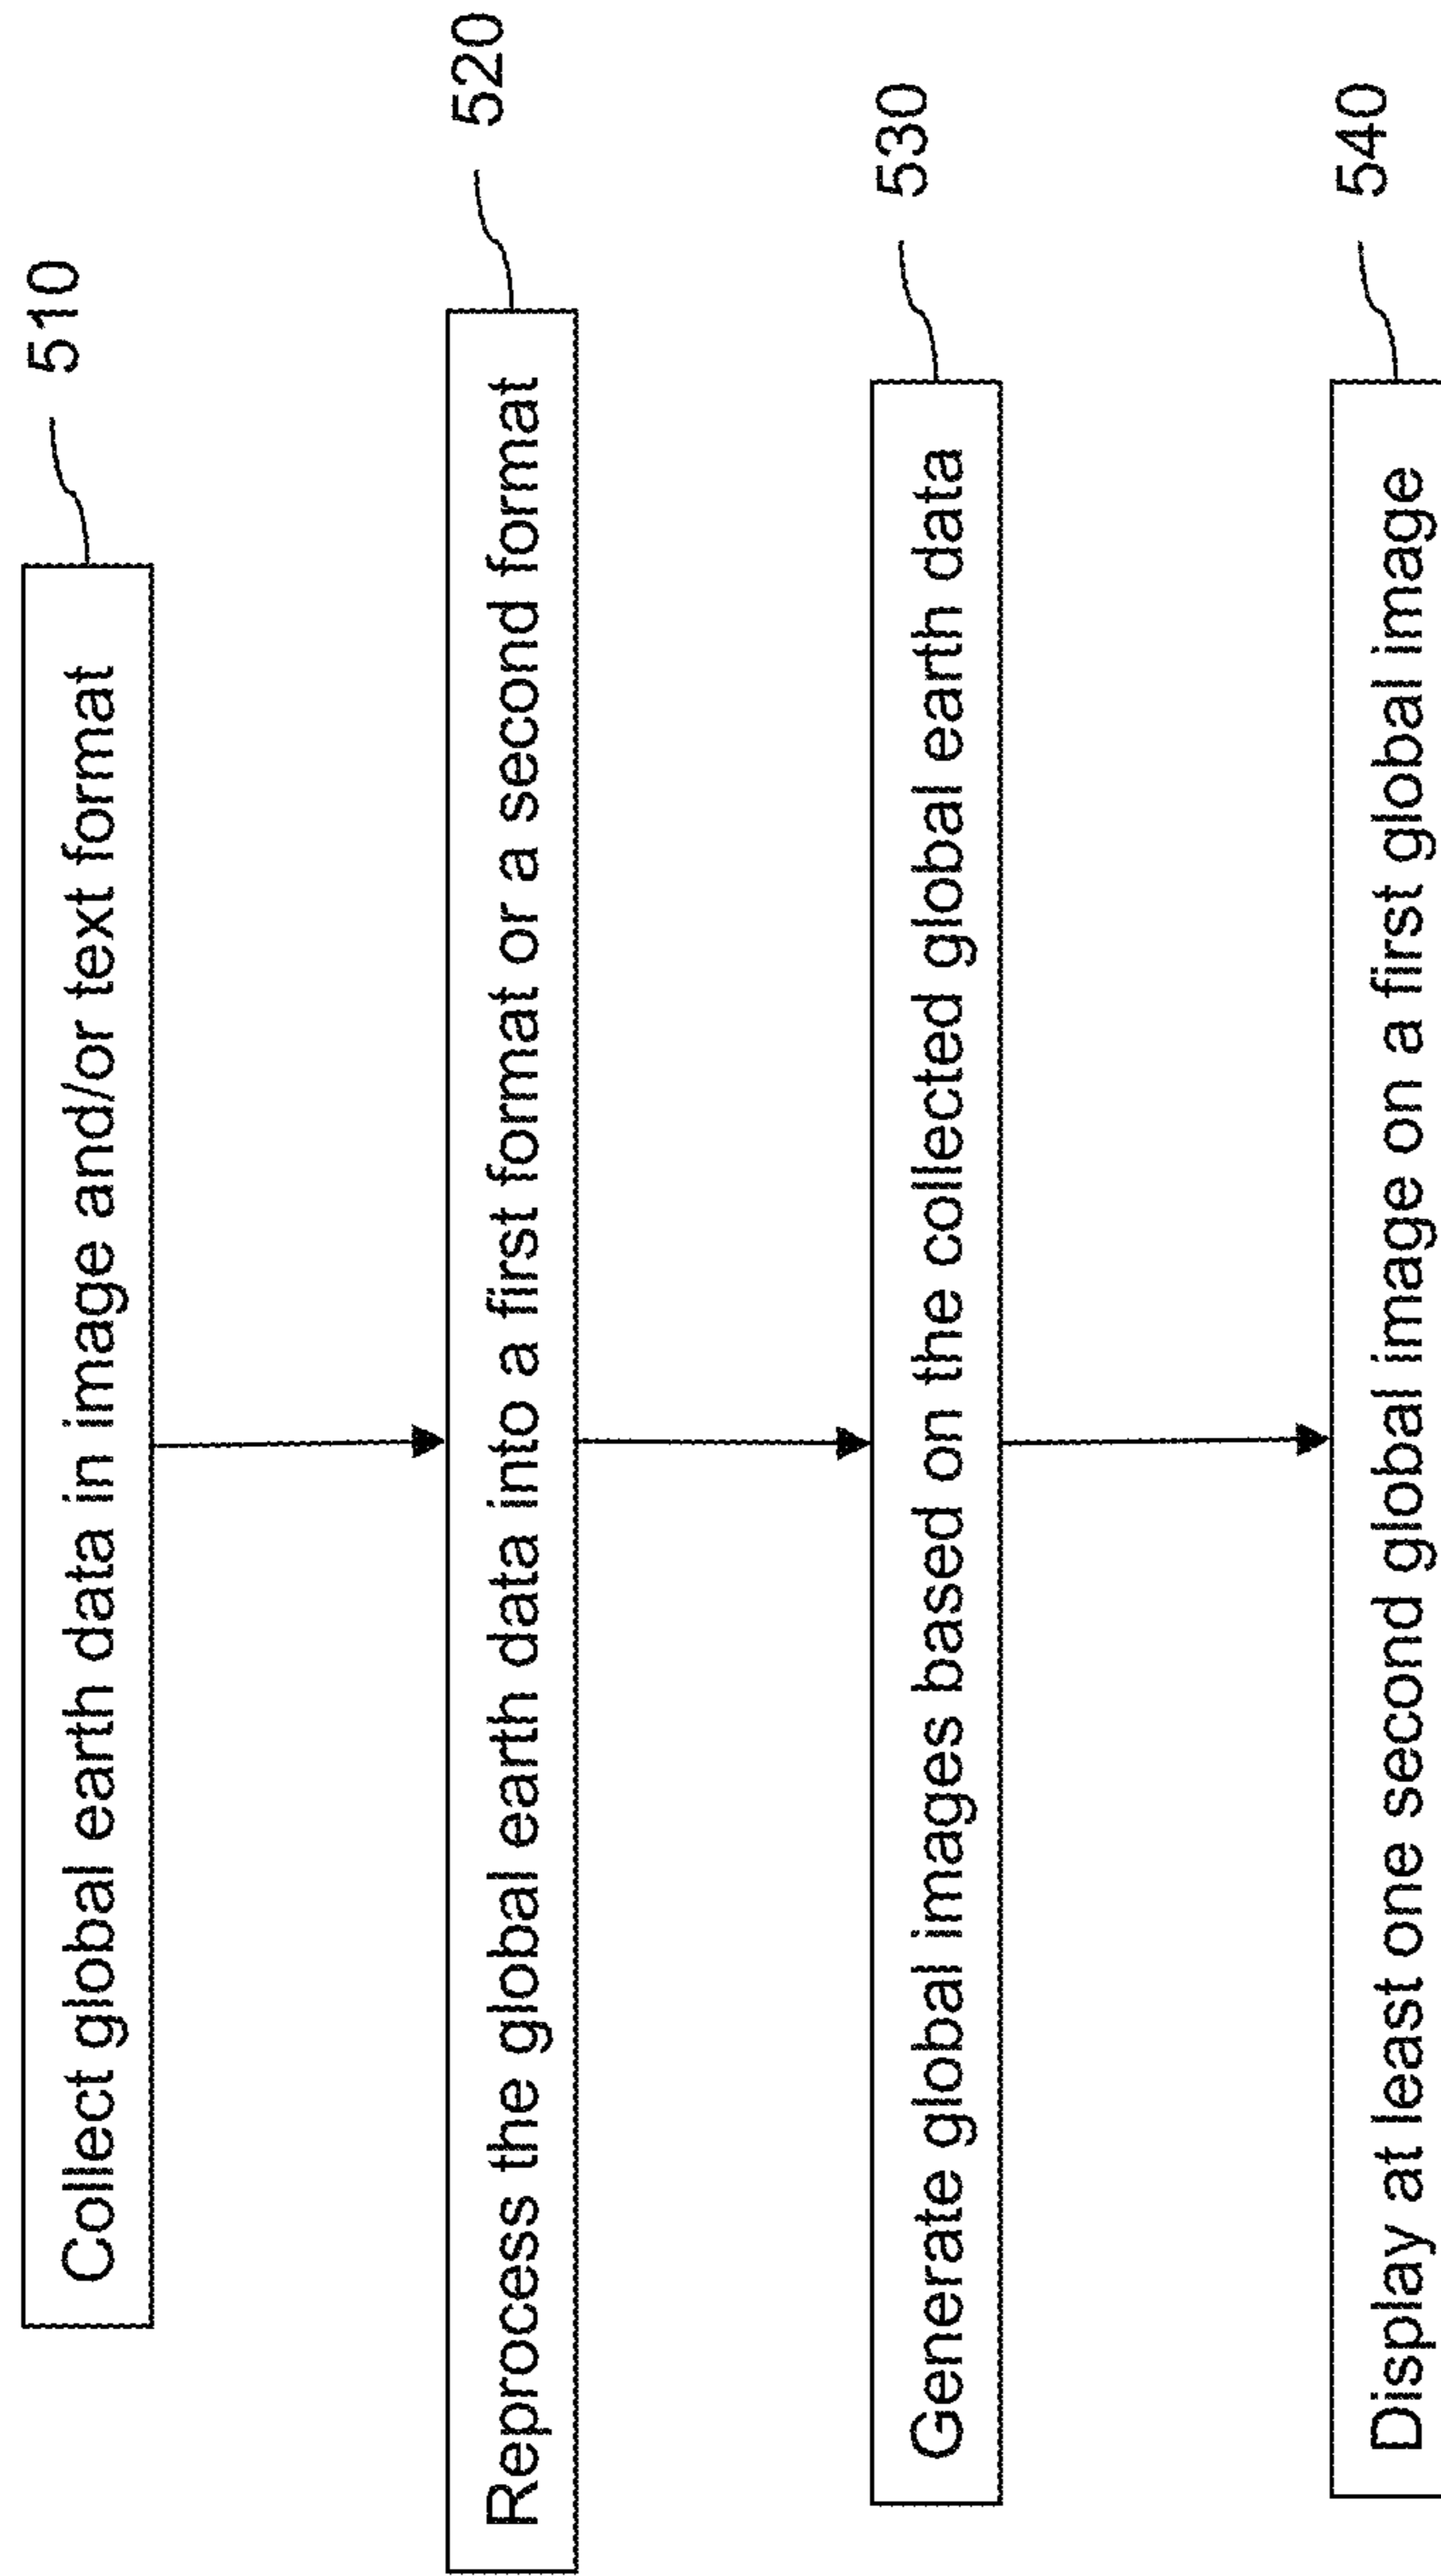 510
Collect global earth data in image and/or text format
520
Reprocess the global earth data into a first format or a second format
530
Generate global images based on the collected global earth data
540
Display at least one second global image on a first global image